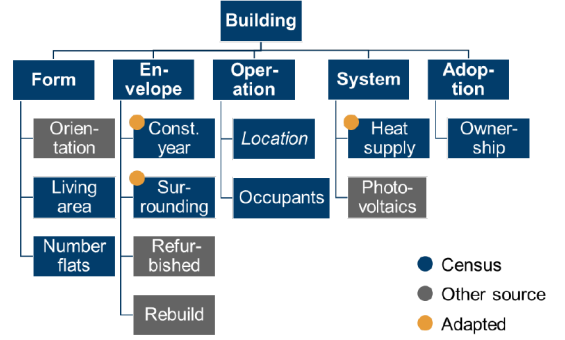 Building
Form
En-
velope
Oper-
ation
System
Adop-
tion
Orien-
tation
Living
area
Number
flats
Const.
year
Sur-
rounding
Refur-
bished
Rebuild
Location
Occupants
Heat
supply
Photo-
voltaics
Owner-
ship
Census
Other source
Adapted